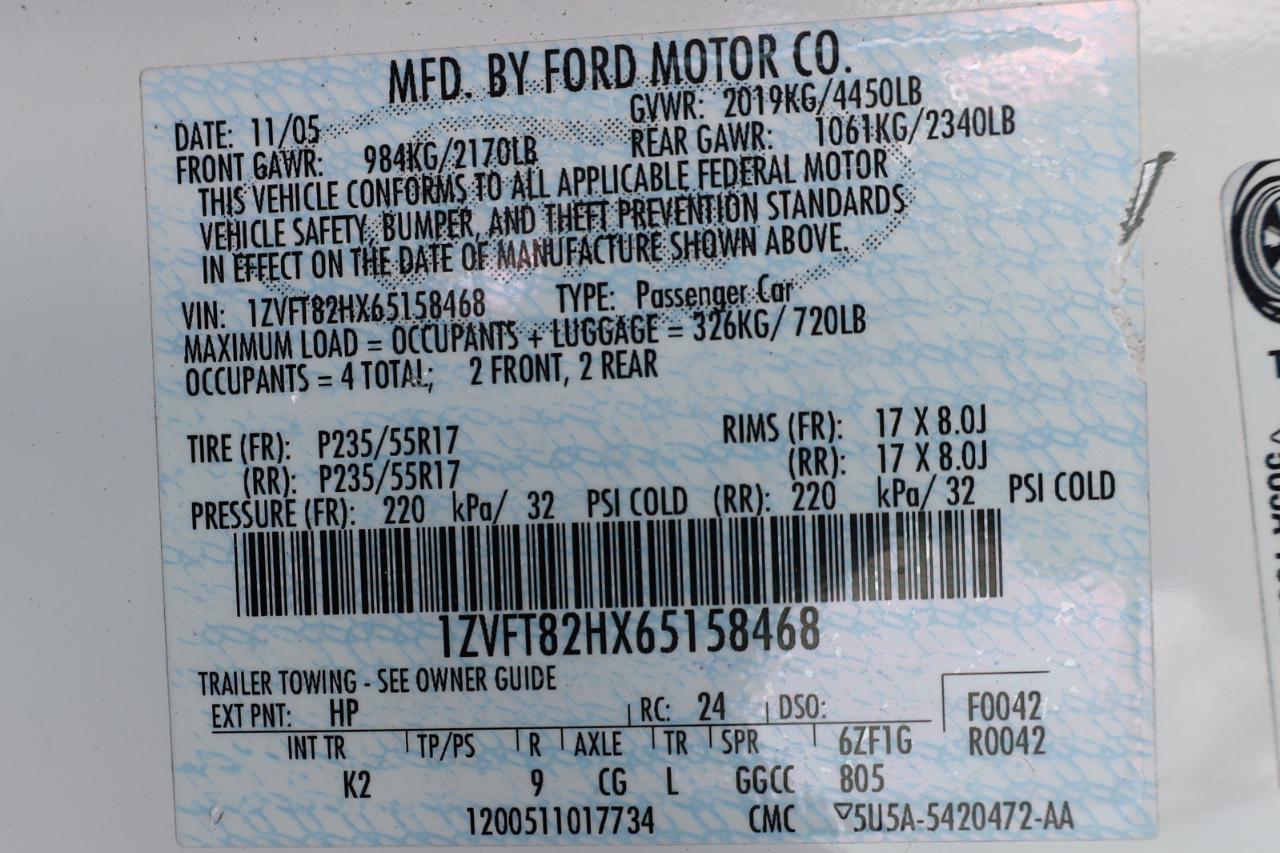 MFD. BY FORD MOTOR CO.
DATE: 11/05 GVWR: 2019KG/4450LB
FRONT GAWR: 984KG/2170LB REAR GAWR: 1061KG/2340LB
THIS VEHICLE CONFORMS TO ALL APPLICABLE FEDERAL MOTOR
VEHICLE SAFETY, BUMPER, AND THEFT PREVENTION STANDARDS
IN EFFECT ON THE DATE OF MANUFACTURE SHOWN ABOVE.
VIN: 1ZVFT82HX65158468 TYPE: Passenger Car
MAXIMUM LOAD = OCCUPANTS + LUGGAGE = 326KG/ 720LB
OCCUPANTS = 4 TOTAL; 2 FRONT, 2 REAR
TIRE (FR): P235/55R17 RIMS (FR): 17 X 8.0J
(RR): P235/55R17 (RR): 17 X 8.0J
PRESSURE (FR): 220 kPa/ 32 PSI COLD (RR): 220 kPa/ 32 PSI COLD
1ZVFT82HX65158468
TRAILER TOWING - SEE OWNER GUIDE
EXT PNT: HP RC: 24 DSO: F0042
INT TR TP/PS R AXLE TR SPR 6ZF1G R0042
K2 9 CG L GGCC 805
1200511017734 CMC ▽5U5A-5420472-AA